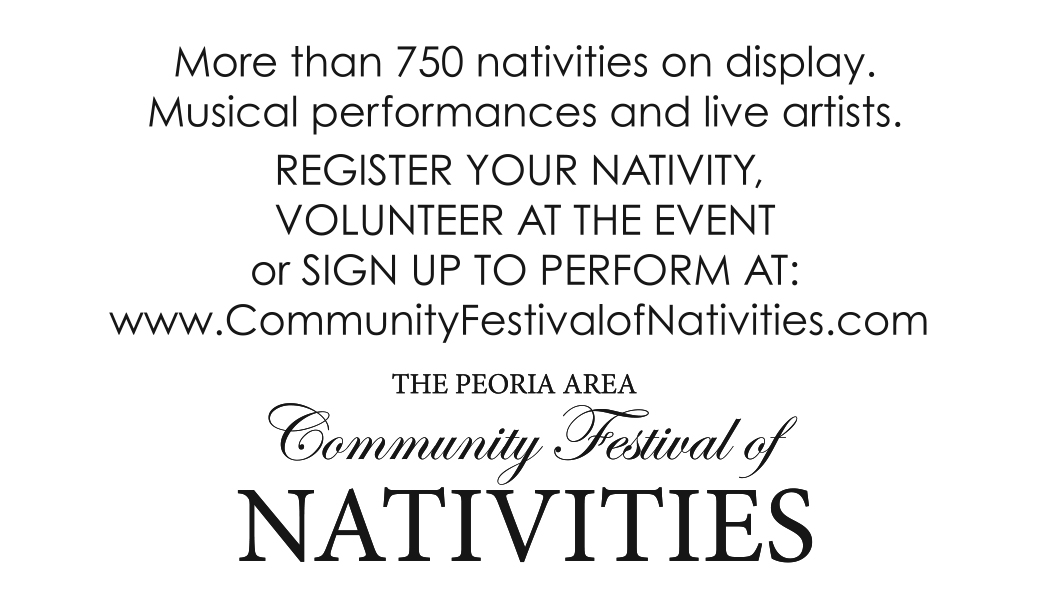 More than 750 nativities on display.
Musical performances and live artists.
REGISTER YOUR NATIVITY,
VOLUNTEER AT THE EVENT
or SIGN UP TO PERFORM AT:
www.CommunityFestivalofNativities.com
THE PEORIA AREA
Community Festival of
NATIVITIES